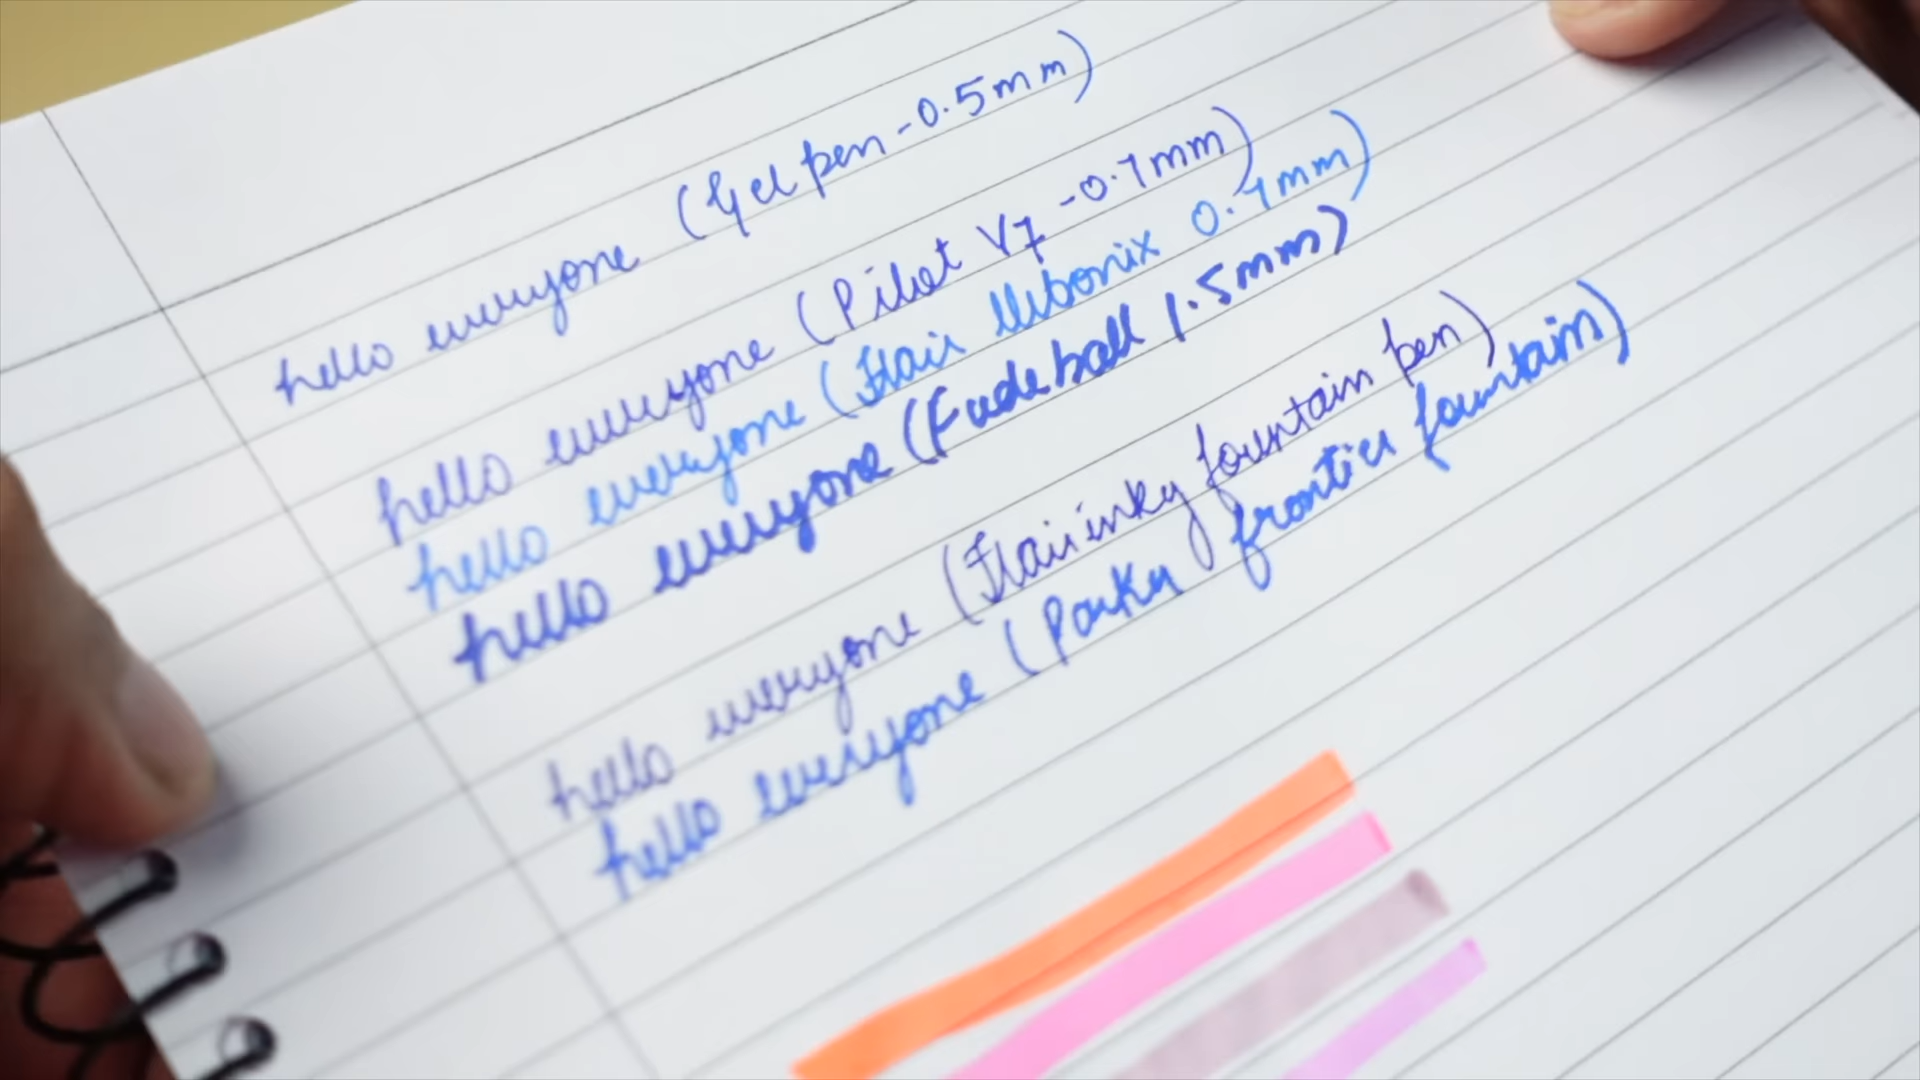 hello everyone (Gel pen - 0.5mm)
hello everyone (Pilot V7 - 0.7mm)
hello everyone (Flair 0.7mm)
hello everyone (Fudeball 1.5mm)
hello everyone (Flair inky fountain pen)
hello everyone (Parker frontier fountain)